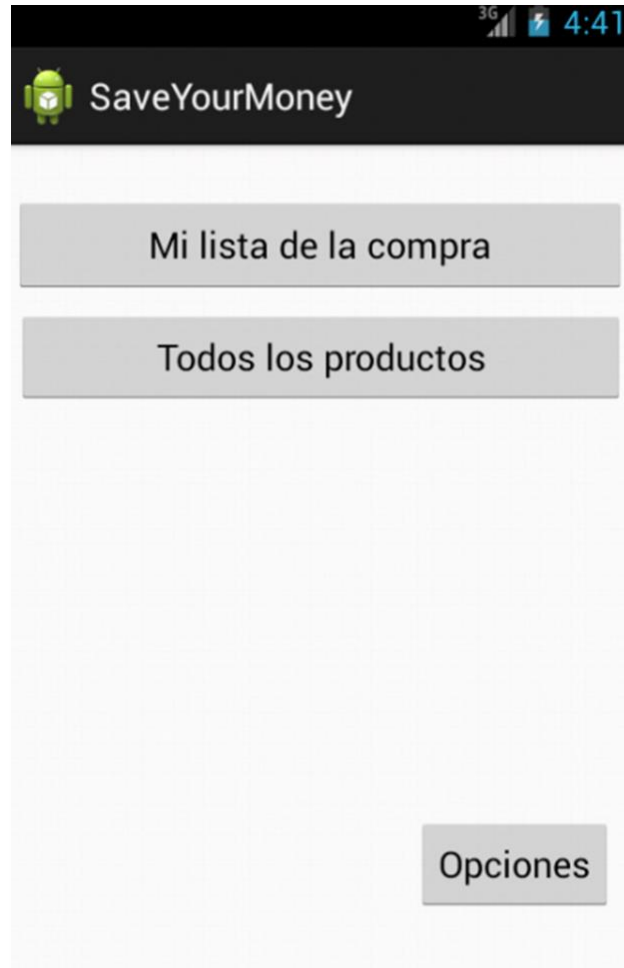 3G 4:41
SaveYourMoney
Mi lista de la compra
Todos los productos
Opciones